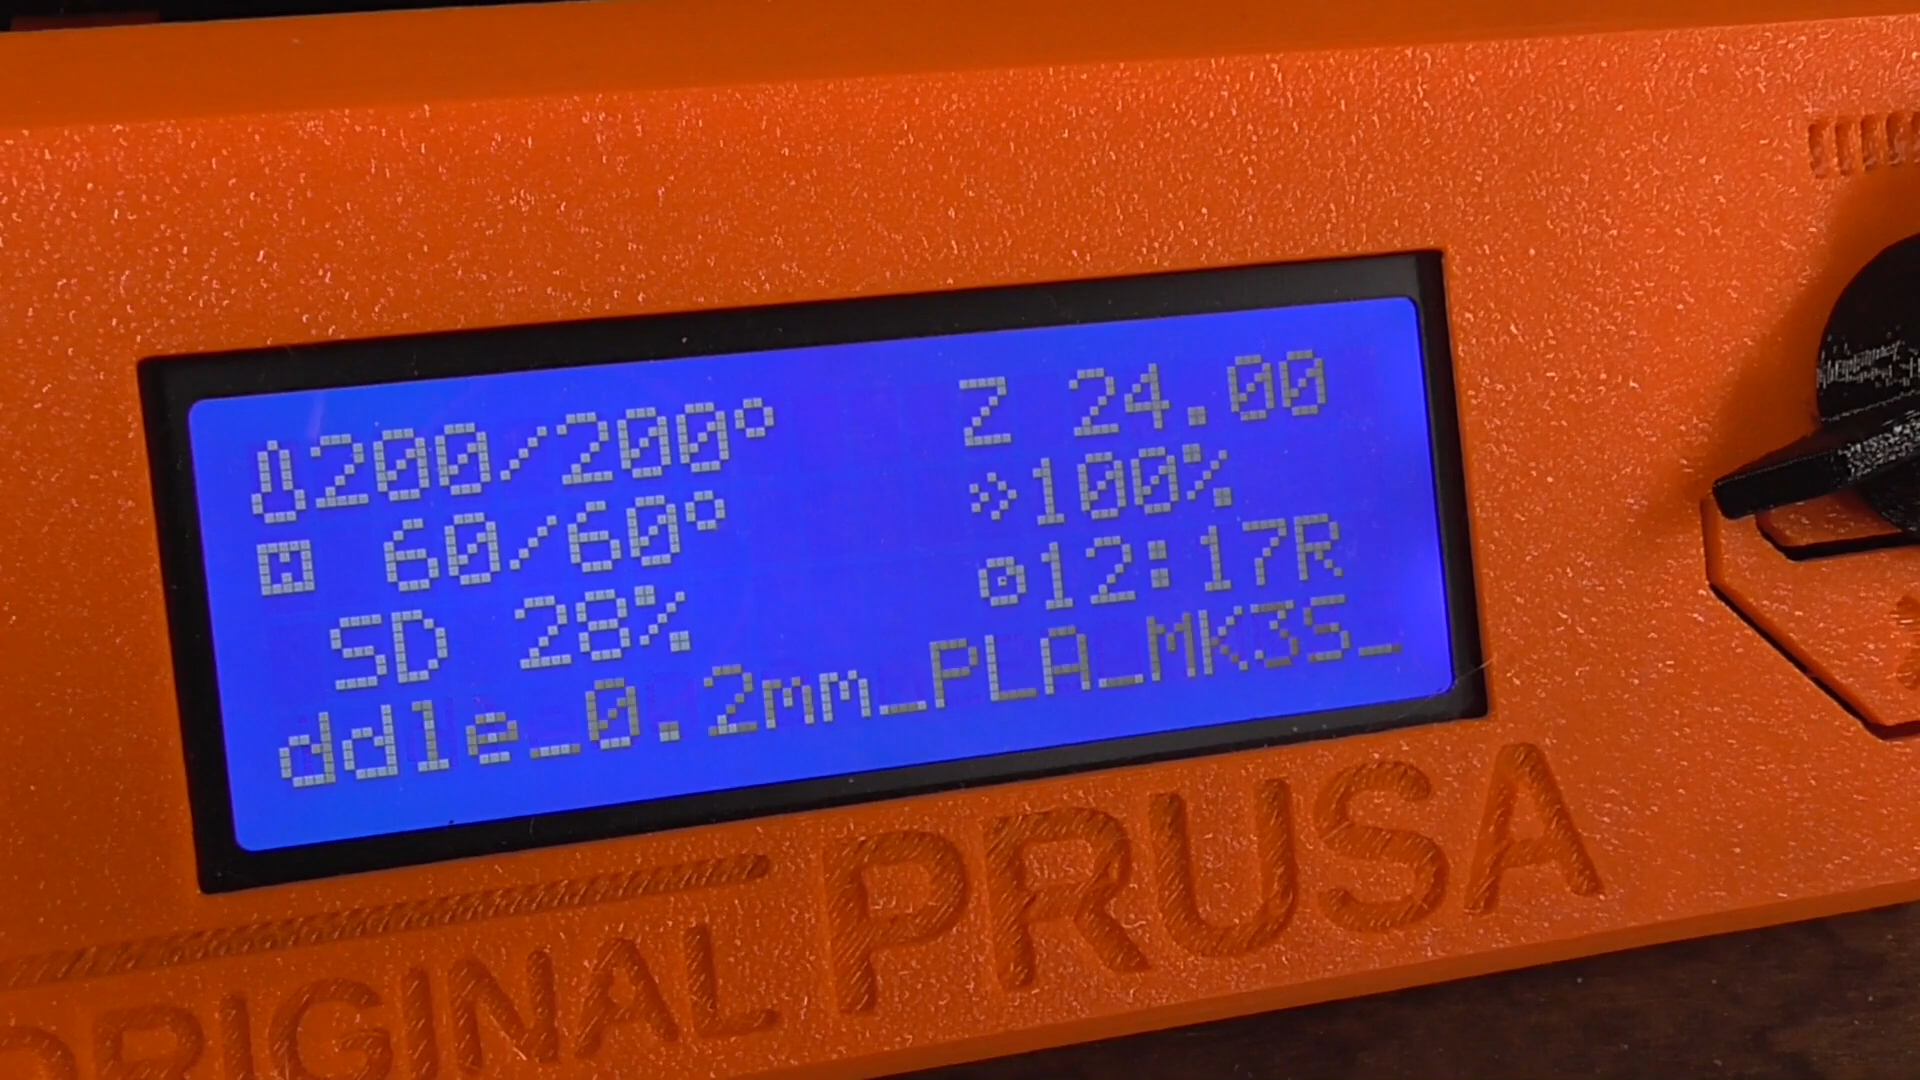 200/200° Z 24.00
60/60° 100%
SD 28% 12:17R
ddle_0.2mm_PLA_MK3S_
ORIGINAL PRUSA